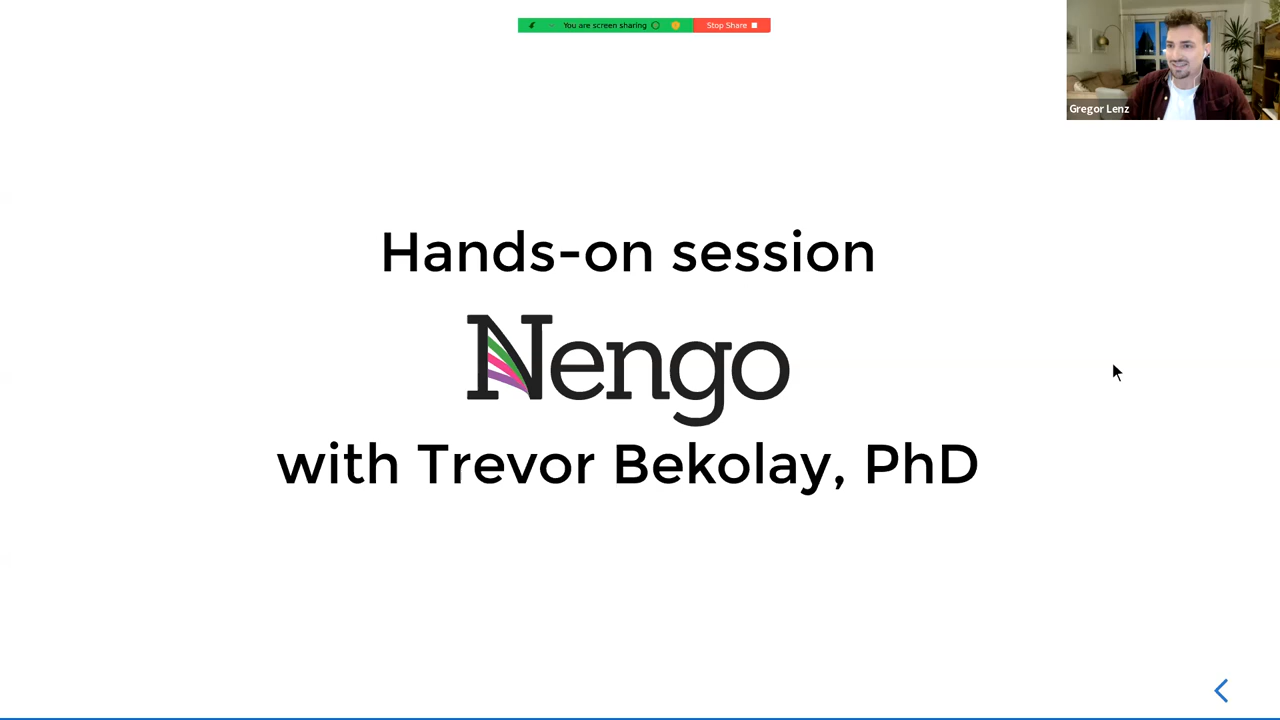 You are screen sharing
Stop Share
Gregor Lenz
Hands-on session
Nengo
with Trevor Bekolay, PhD